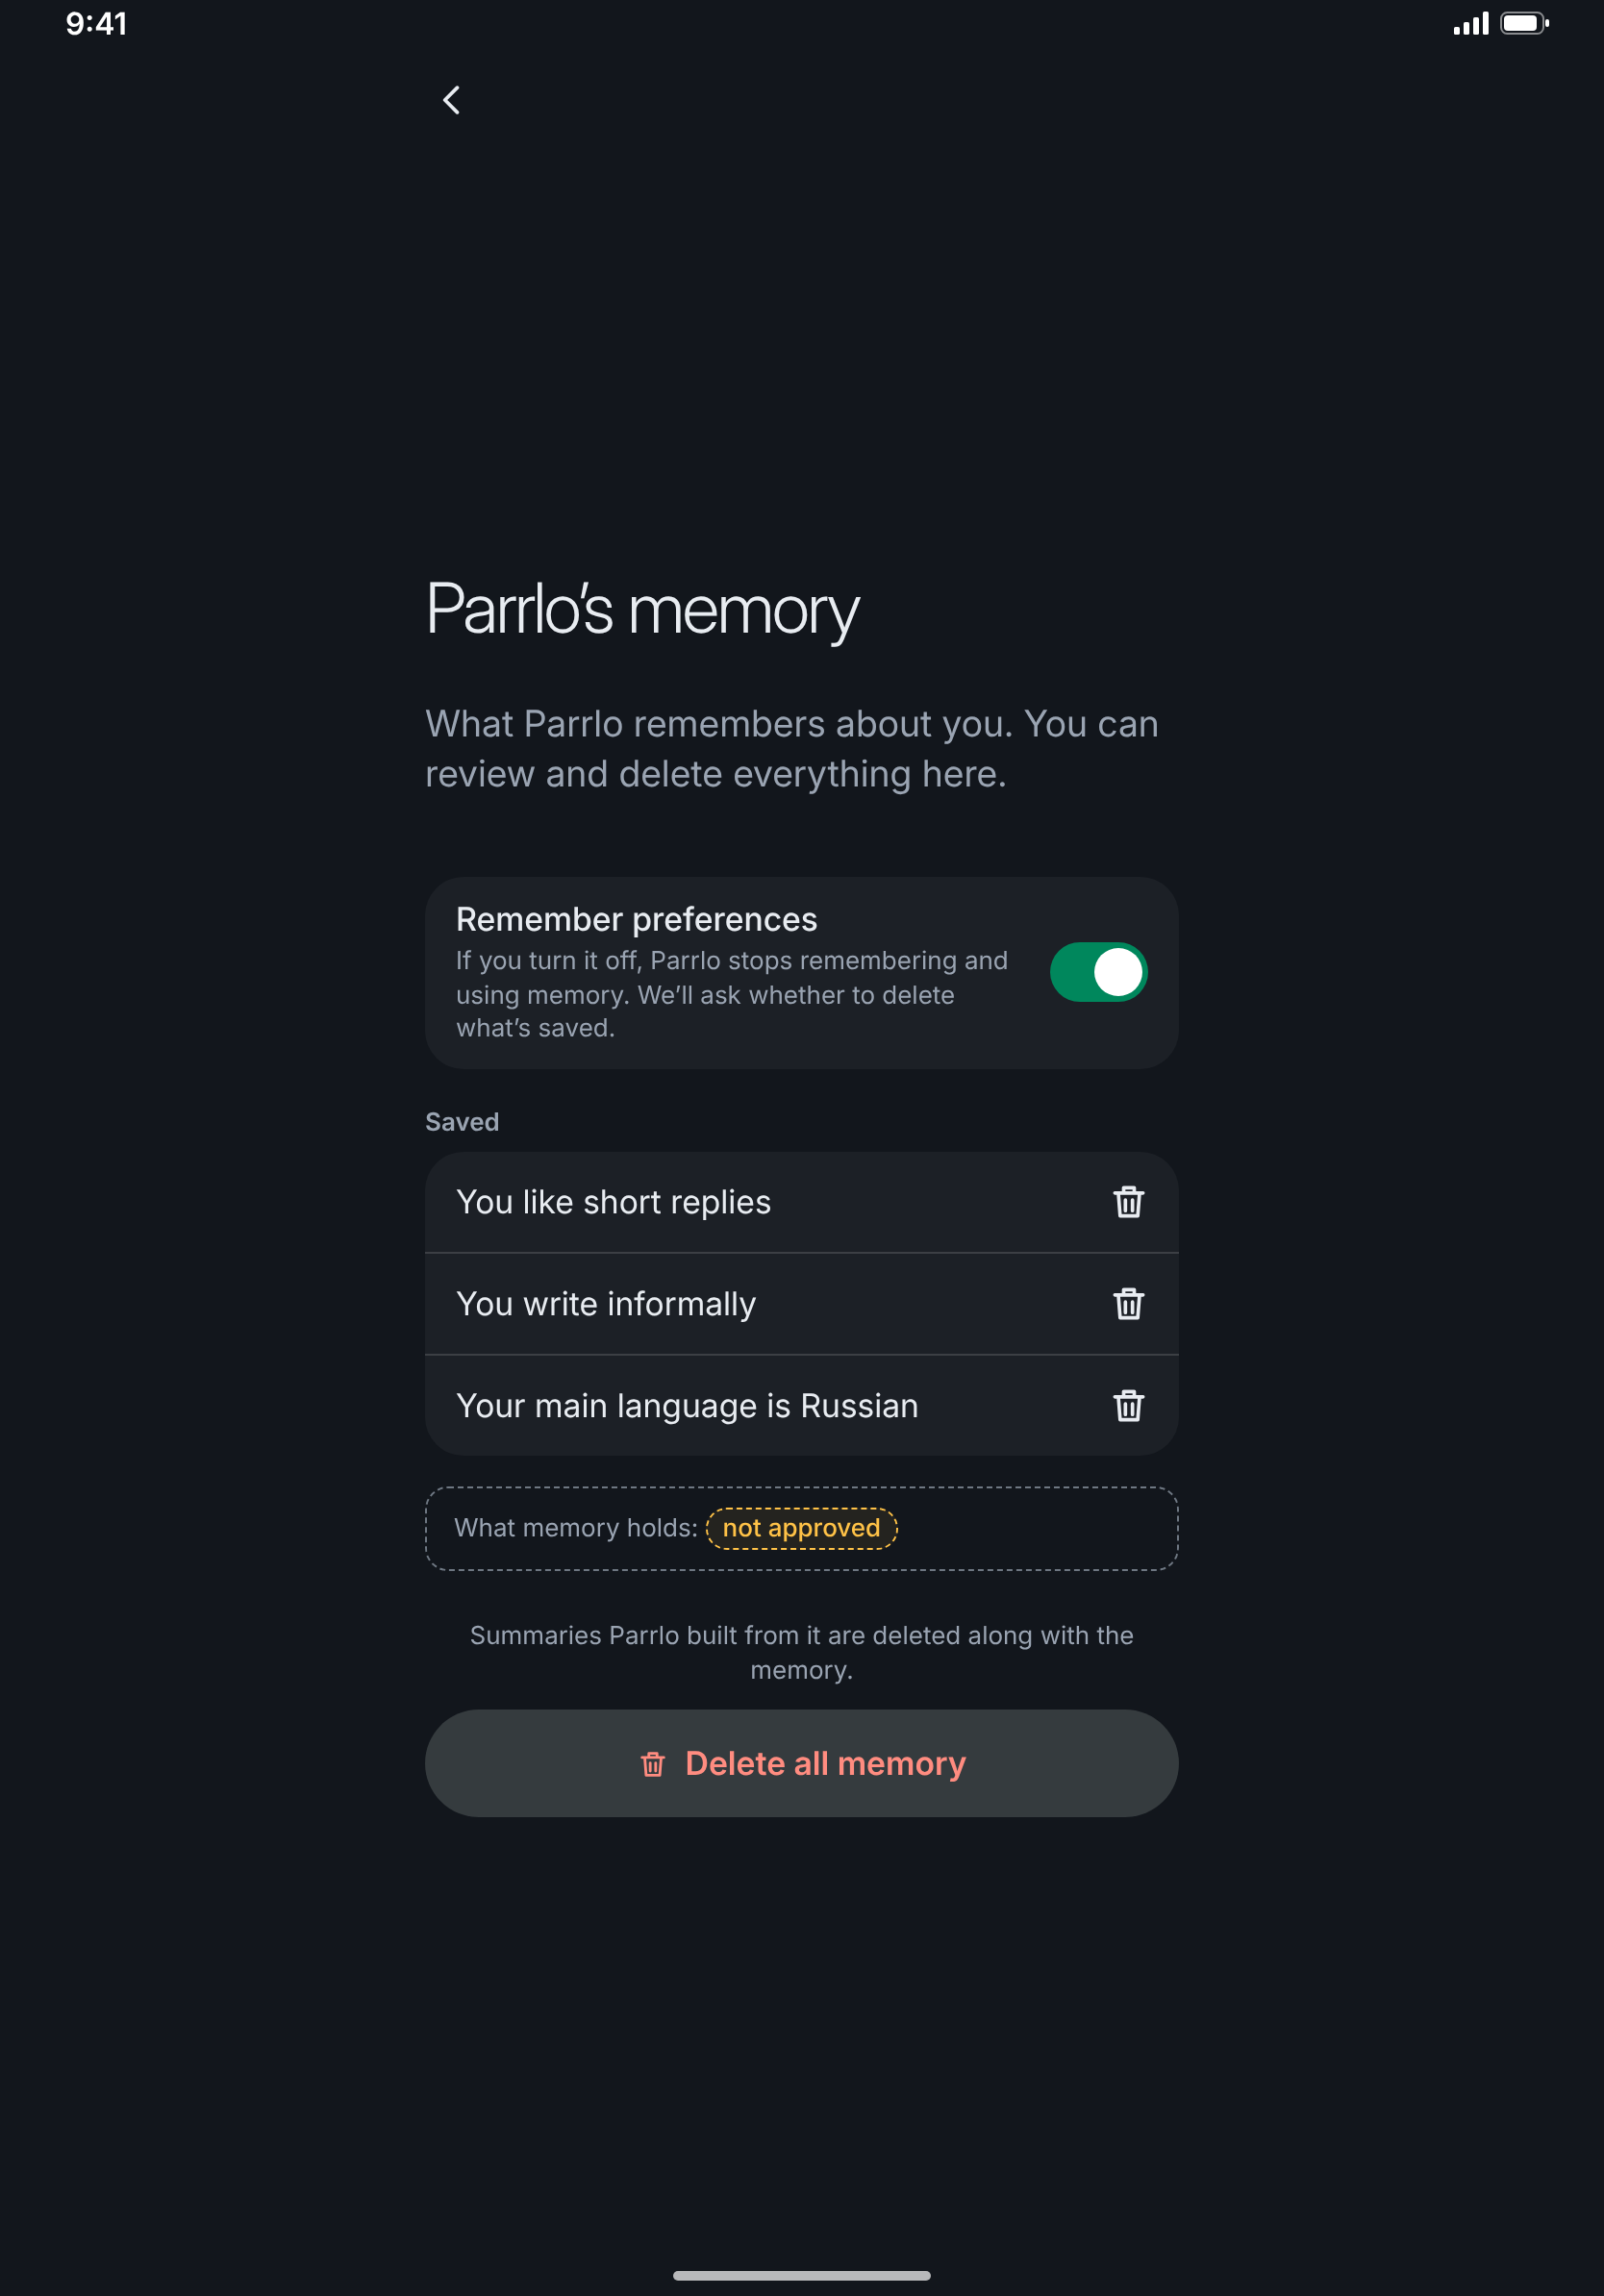 9:41
Parrlo’s memory
What Parrlo remembers about you. You can
review and delete everything here.
Remember preferences
If you turn it off, Parrlo stops remembering and
using memory. We’ll ask whether to delete
what’s saved.
Saved
You like short replies
You write informally
Your main language is Russian
What memory holds: not approved
Summaries Parrlo built from it are deleted along with the
memory.
Delete all memory